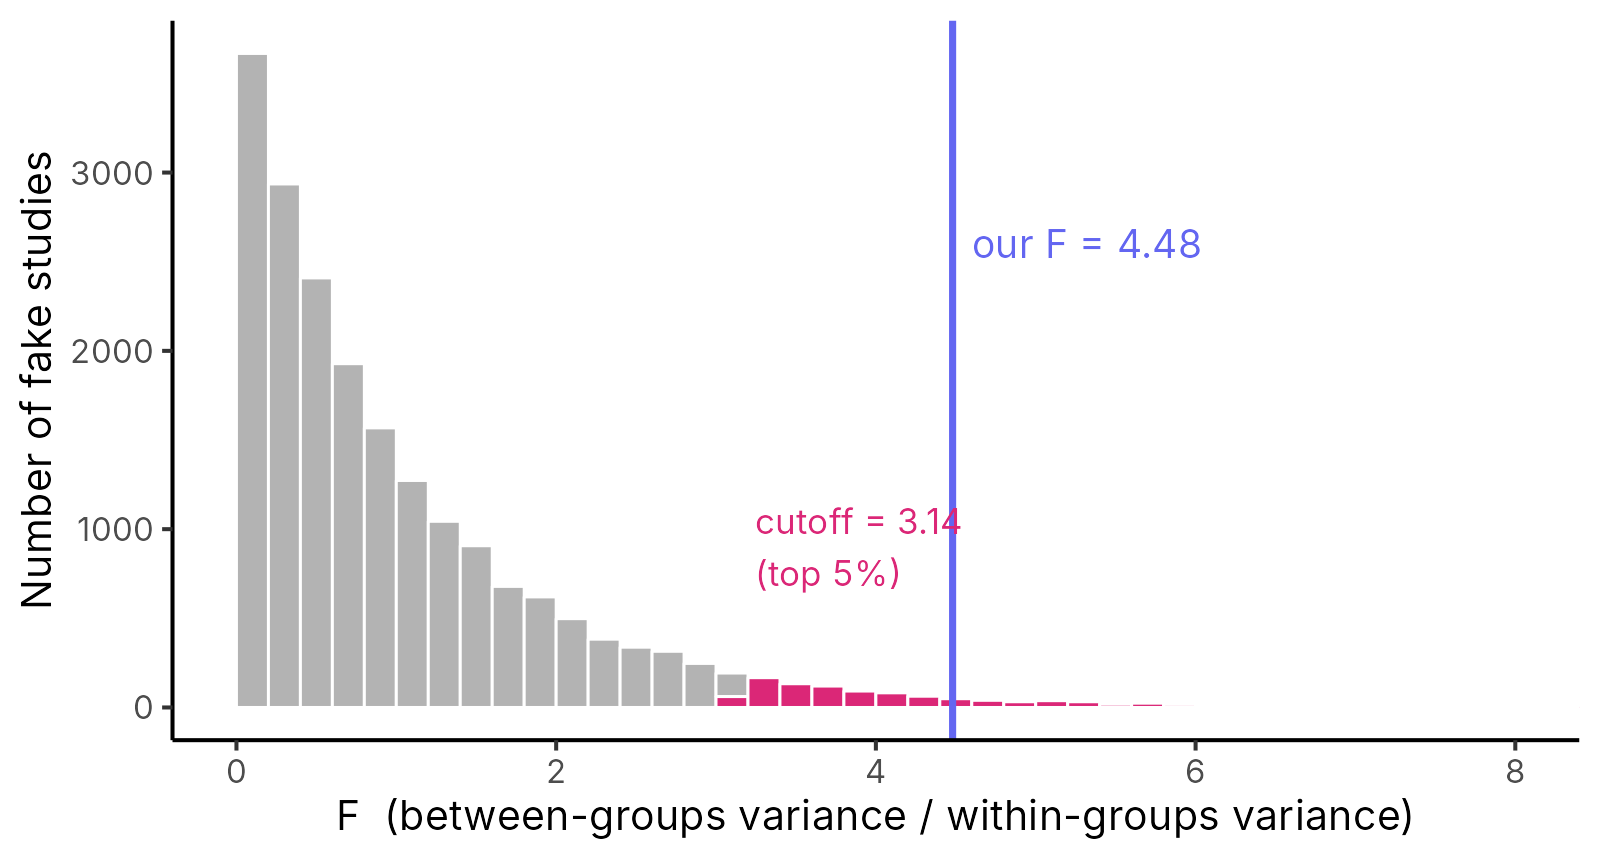 Number of fake studies
3000
2000
1000
0
our F = 4.48
cutoff = 3.14
(top 5%)
0 2 4 6 8
F (between-groups variance / within-groups variance)